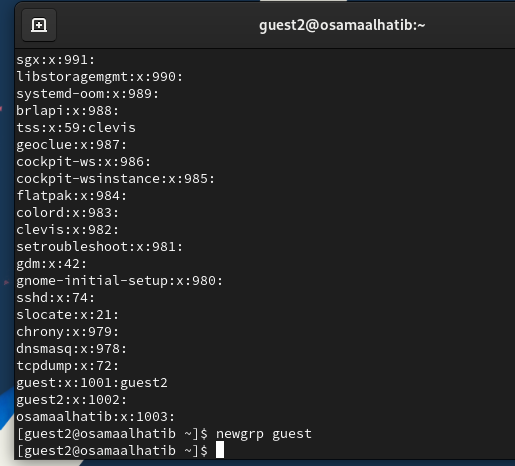 guest2@osamaalhatib:~
sgx:x:991:
libstoragemgmt:x:990:
systemd-oom:x:989:
brlapi:x:988:
tss:x:59:clevis
geoclue:x:987:
cockpit-ws:x:986:
cockpit-wsinstance:x:985:
flatpak:x:984:
colord:x:983:
clevis:x:982:
setroubleshoot:x:981:
gdm:x:42:
gnome-initial-setup:x:980:
sshd:x:74:
slocate:x:21:
chrony:x:979:
dnsmasq:x:978:
tcpdump:x:72:
guest:x:1001:guest2
guest2:x:1002:
osamaalhatib:x:1003:
[guest2@osamaalhatib ~]$ newgrp guest
[guest2@osamaalhatib ~]$